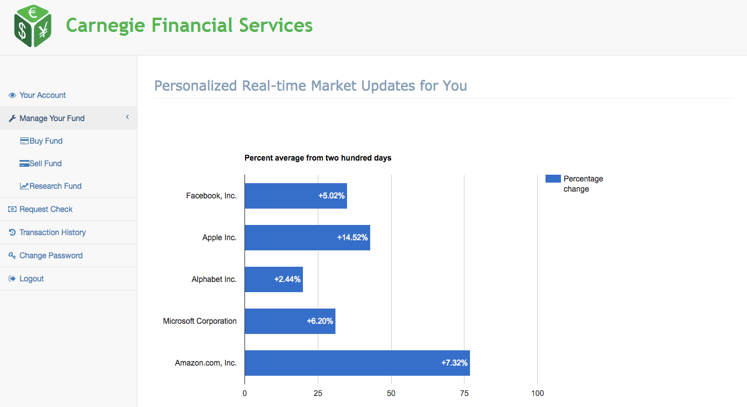 Carnegie Financial Services
Your Account
Manage Your Fund
Buy Fund
Sell Fund
Research Fund
Request Check
Transaction History
Change Password
Logout
Personalized Real-time Market Updates for You
Percent average from two hundred days
Percentage
change
Facebook, Inc. +5.02%
Apple Inc. +14.52%
Alphabet Inc. +2.44%
Microsoft Corporation +6.20%
Amazon.com, Inc. +7.32%
0 25 50 75 100